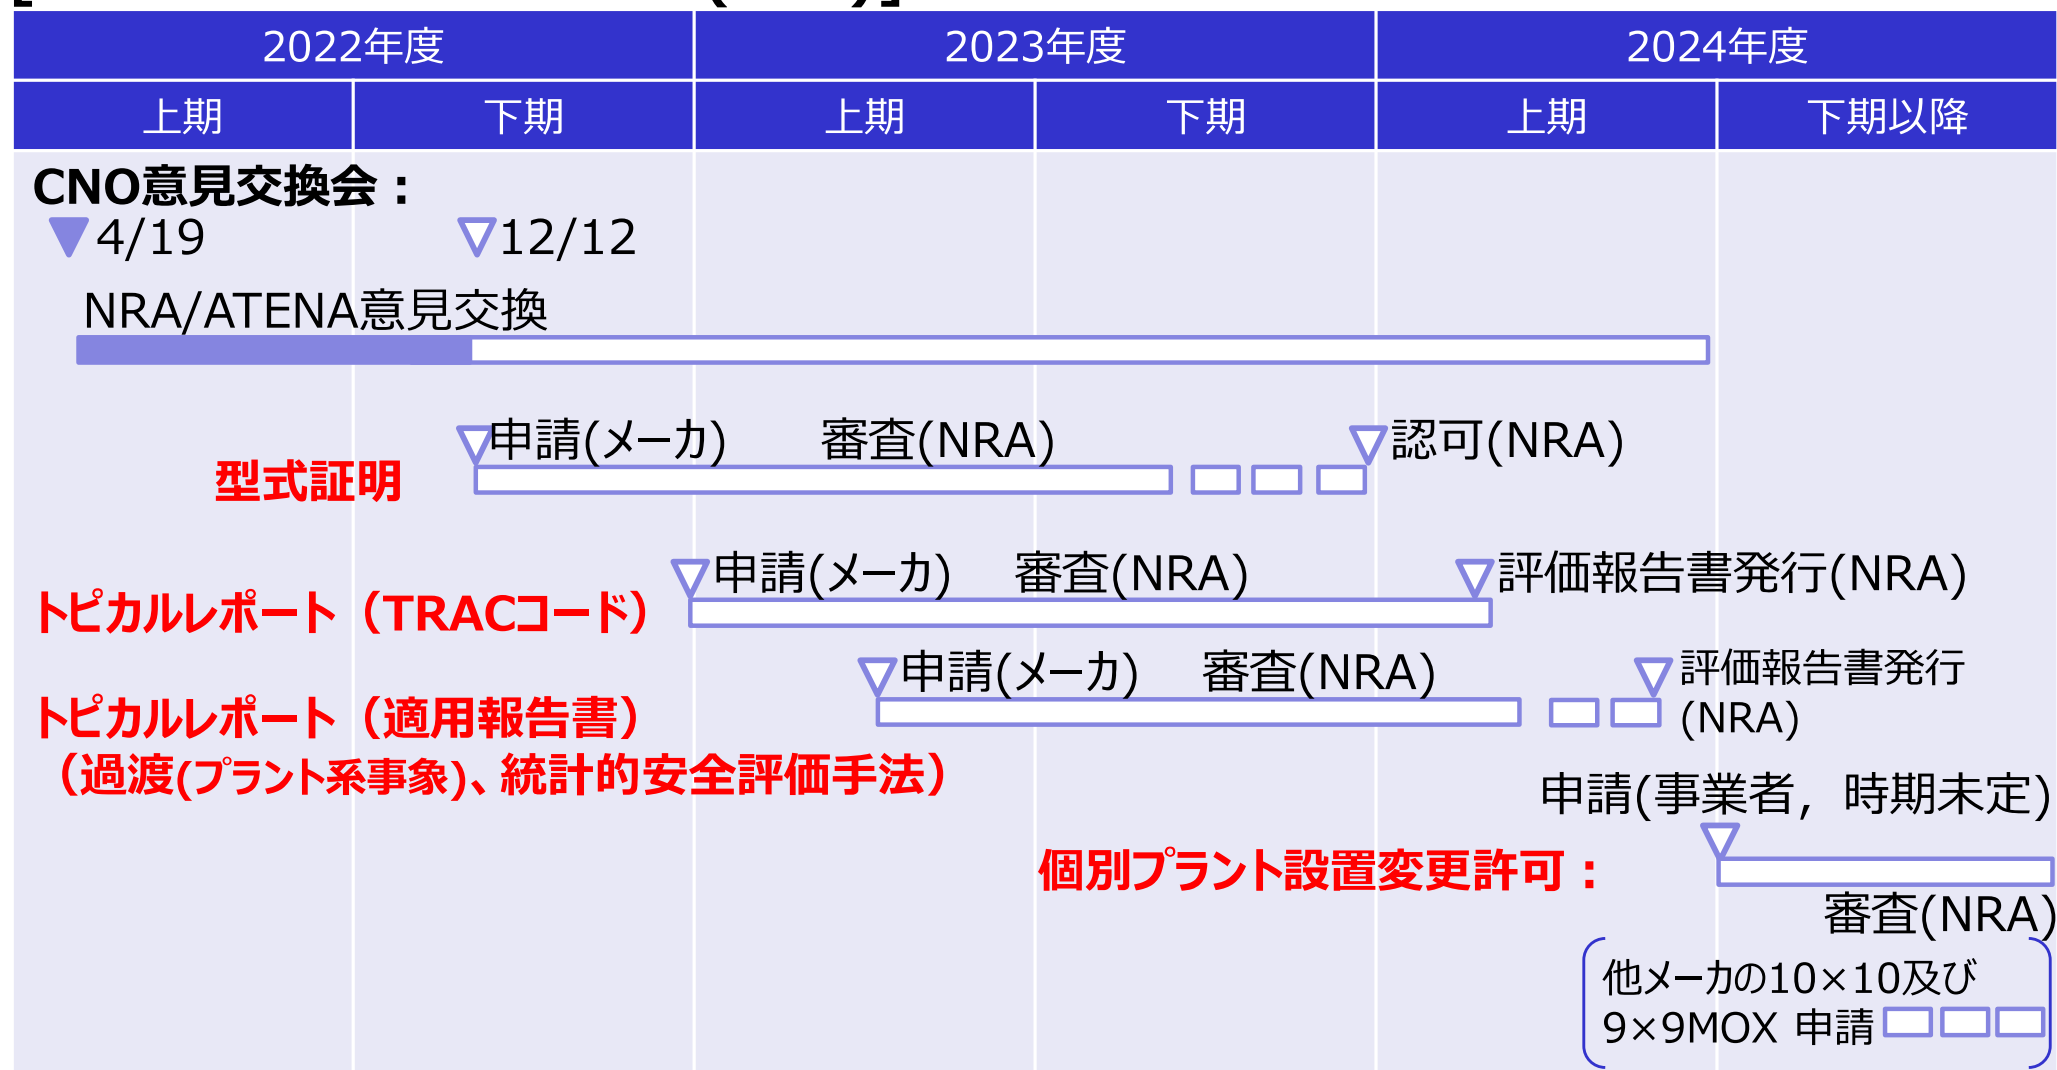 2022年度 2023年度 2024年度
上期 下期 上期 下期 上期 下期以降
CNO意見交換会：
4/19 12/12
NRA/ATENA意見交換
申請(メーカ) 審査(NRA) 認可(NRA)
型式証明
申請(メーカ) 審査(NRA) 評価報告書発行(NRA)
トピカルレポート（TRACコード）
申請(メーカ) 審査(NRA) 評価報告書発行
(NRA)
トピカルレポート（適用報告書）
（過渡(プラント系事象)、統計的安全評価手法）
申請(事業者，時期未定)
個別プラント設置変更許可：
審査(NRA)
他メーカの10×10及び
9×9MOX 申請